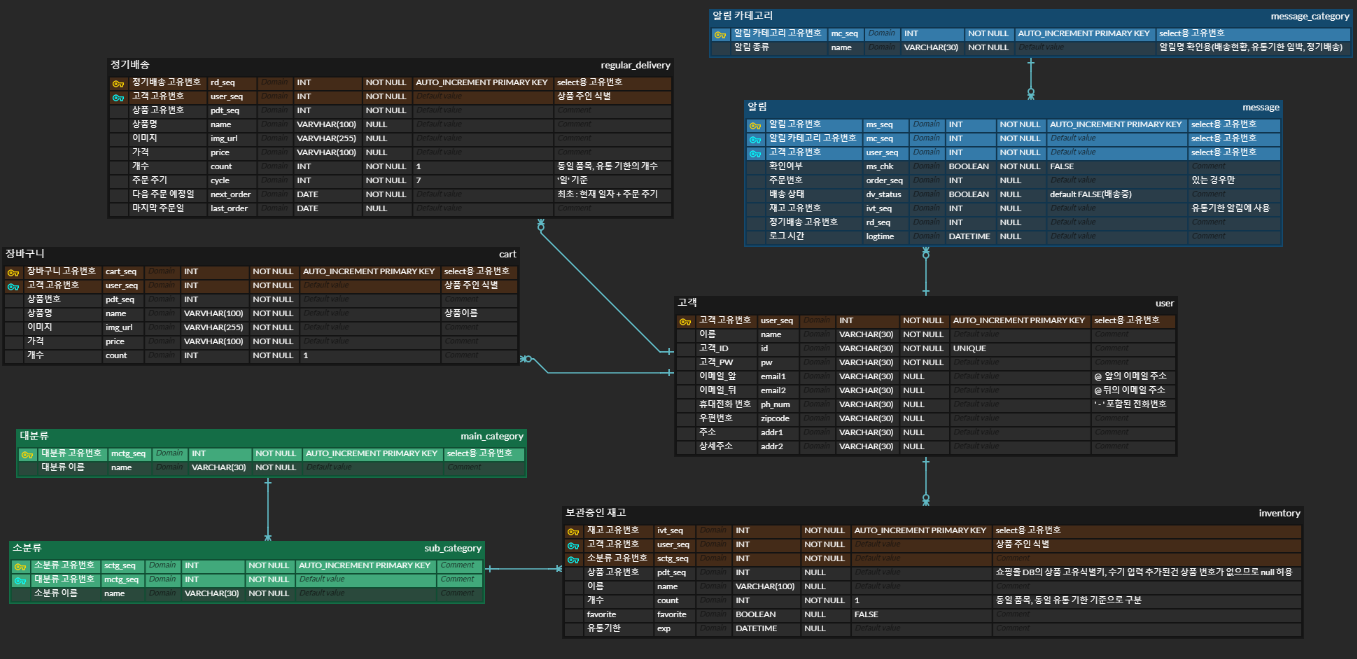 알림 카테고리 message_category
알림 카테고리 고유번호 mc_seq Domain INT NOT NULL AUTO_INCREMENT PRIMARY KEY select용 고유번호
알림 종류 name Domain VARCHAR(30) NOT NULL Default value 알림명 확인용(배송현황, 유통기한 임박, 정기배송)
정기배송 regular_delivery
정기배송 고유번호 rd_seq Domain INT NOT NULL AUTO_INCREMENT PRIMARY KEY select용 고유번호
고객 고유번호 user_seq Domain INT NOT NULL Default value 상품 주인 식별
상품 고유번호 pdt_seq Domain INT NOT NULL Default value Comment
상품명 name Domain VARVHAR(100) NULL Default value Comment
이미지 img_url Domain VARVHAR(255) NULL Default value Comment
가격 price Domain VARVHAR(100) NULL Default value Comment
개수 count Domain INT NOT NULL 1 동일 품목, 유통 기한의 개수
주문 주기 cycle Domain INT NOT NULL 7 '일' 기준
다음 주문 예정일 next_order Domain DATE NOT NULL Default value 최초 : 현재 일자 + 주문 주기
마지막 주문일 last_order Domain DATE NULL Default value Comment
알림 message
알림 고유번호 ms_seq Domain INT NOT NULL AUTO_INCREMENT PRIMARY KEY select용 고유번호
알림 카테고리 고유번호 mc_seq Domain INT NOT NULL Default value select용 고유번호
고객 고유번호 user_seq Domain INT NOT NULL Default value select용 고유번호
확인여부 ms_chk Domain BOOLEAN NOT NULL FALSE Comment
주문번호 order_seq Domain INT NULL Default value 있는 경우만
배송 상태 dv_status Domain BOOLEAN NULL default FALSE(배송중) Comment
재고 고유번호 ivt_seq Domain INT NULL Default value 유통기한 알림에 사용
정기배송 고유번호 rd_seq Domain INT NULL Default value Comment
로그 시간 logtime Domain DATETIME NULL Default value Comment
장바구니 cart
장바구니 고유번호 cart_seq Domain INT NOT NULL AUTO_INCREMENT PRIMARY KEY select용 고유번호
고객 고유번호 user_seq Domain INT NOT NULL Default value 상품 주인 식별
상품번호 pdt_seq Domain INT NOT NULL Default value Comment
상품명 name Domain VARVHAR(100) NOT NULL Default value 상품이름
이미지 img_url Domain VARVHAR(255) NOT NULL Default value Comment
가격 price Domain VARVHAR(100) NOT NULL Default value Comment
개수 count Domain INT NOT NULL 1 Comment
고객 user
고객 고유번호 user_seq Domain INT NOT NULL AUTO_INCREMENT PRIMARY KEY select용 고유번호
이름 name Domain VARCHAR(30) NOT NULL Default value Comment
고객_ID id Domain VARCHAR(30) NOT NULL UNIQUE Comment
고객_PW pw Domain VARCHAR(30) NOT NULL Default value Comment
이메일_앞 email1 Domain VARCHAR(30) NULL Default value @ 앞의 이메일 주소
이메일_뒤 email2 Domain VARCHAR(30) NULL Default value @ 뒤의 이메일 주소
휴대전화 번호 ph_num Domain VARCHAR(30) NULL Default value ' - ' 포함된 전화번호
우편번호 zipcode Domain VARCHAR(30) NULL Default value Comment
주소 addr1 Domain VARCHAR(30) NULL Default value Comment
상세주소 addr2 Domain VARCHAR(30) NULL Default value Comment
대분류 main_category
대분류 고유번호 mctg_seq Domain INT NOT NULL AUTO_INCREMENT PRIMARY KEY select용 고유번호
대분류 이름 name Domain VARCHAR(30) NOT NULL Default value Comment
소분류 sub_category
소분류 고유번호 sctg_seq Domain INT NOT NULL AUTO_INCREMENT PRIMARY KEY Comment
대분류 고유번호 mctg_seq Domain INT NOT NULL Default value Comment
소분류 이름 name Domain VARCHAR(30) NOT NULL Default value Comment
보관중인 재고 inventory
재고 고유번호 ivt_seq Domain INT NOT NULL AUTO_INCREMENT PRIMARY KEY select용 고유번호
고객 고유번호 user_seq Domain INT NOT NULL Default value 상품 주인 식별
소분류 고유번호 sctg_seq Domain INT NOT NULL Default value Comment
상품 고유번호 pdt_seq Domain INT NULL Default value 쇼핑몰 DB의 상품 고유식별키, 수기 입력 추가된건 상품 번호가 없으므로 null 허용
이름 name Domain VARCHAR(100) NULL Default value Comment
개수 count Domain INT NOT NULL 1 동일 품목, 동일 유통 기한 기준으로 구분
favorite favorite Domain BOOLEAN NULL FALSE Comment
유통기한 exp Domain DATETIME NULL Default value Comment